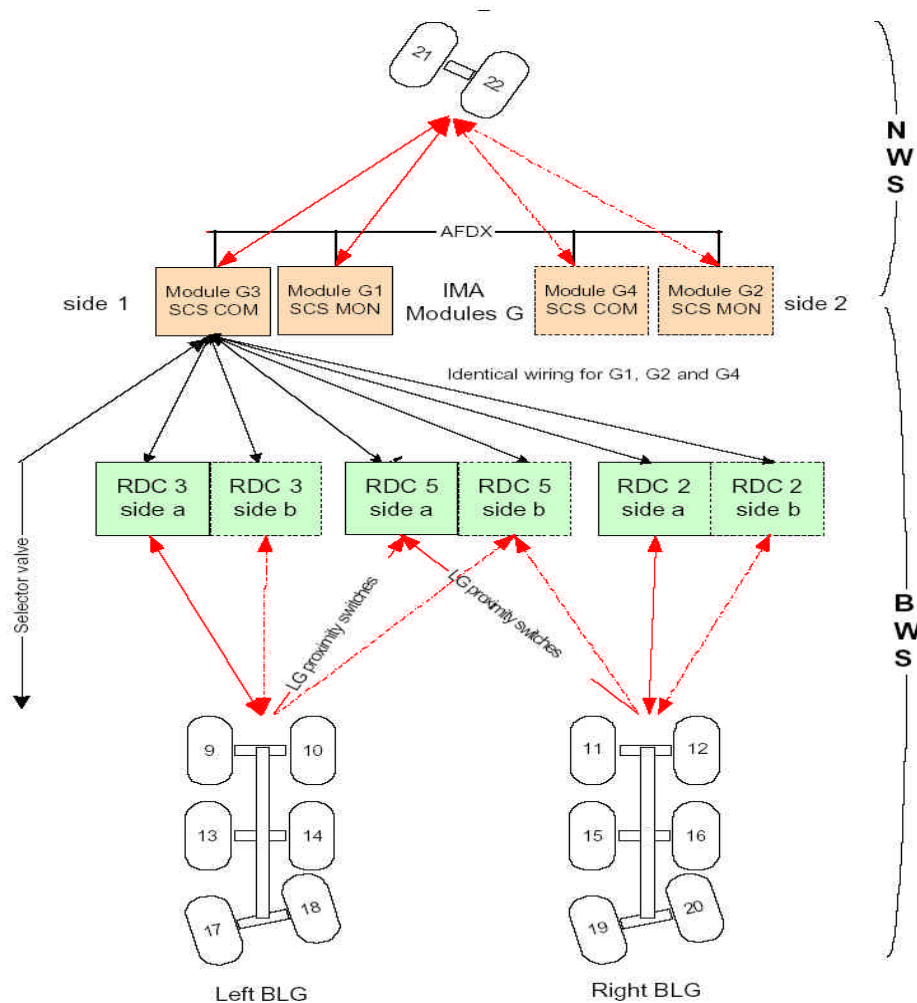 21
22
NWS
AFDX
side 1
Module G3
SCS COM
Module G1
SCS MON
IMA
Modules G
Module G4
SCS COM
Module G2
SCS MON
side 2
Identical wiring for G1, G2 and G4
RDC 3
side a
RDC 3
side b
RDC 5
side a
RDC 5
side b
RDC 2
side a
RDC 2
side b
Selector valve
LG proximity switches
LG proximity switches
BWS
9
10
11
12
13
14
15
16
17
18
19
20
Left BLG
Right BLG